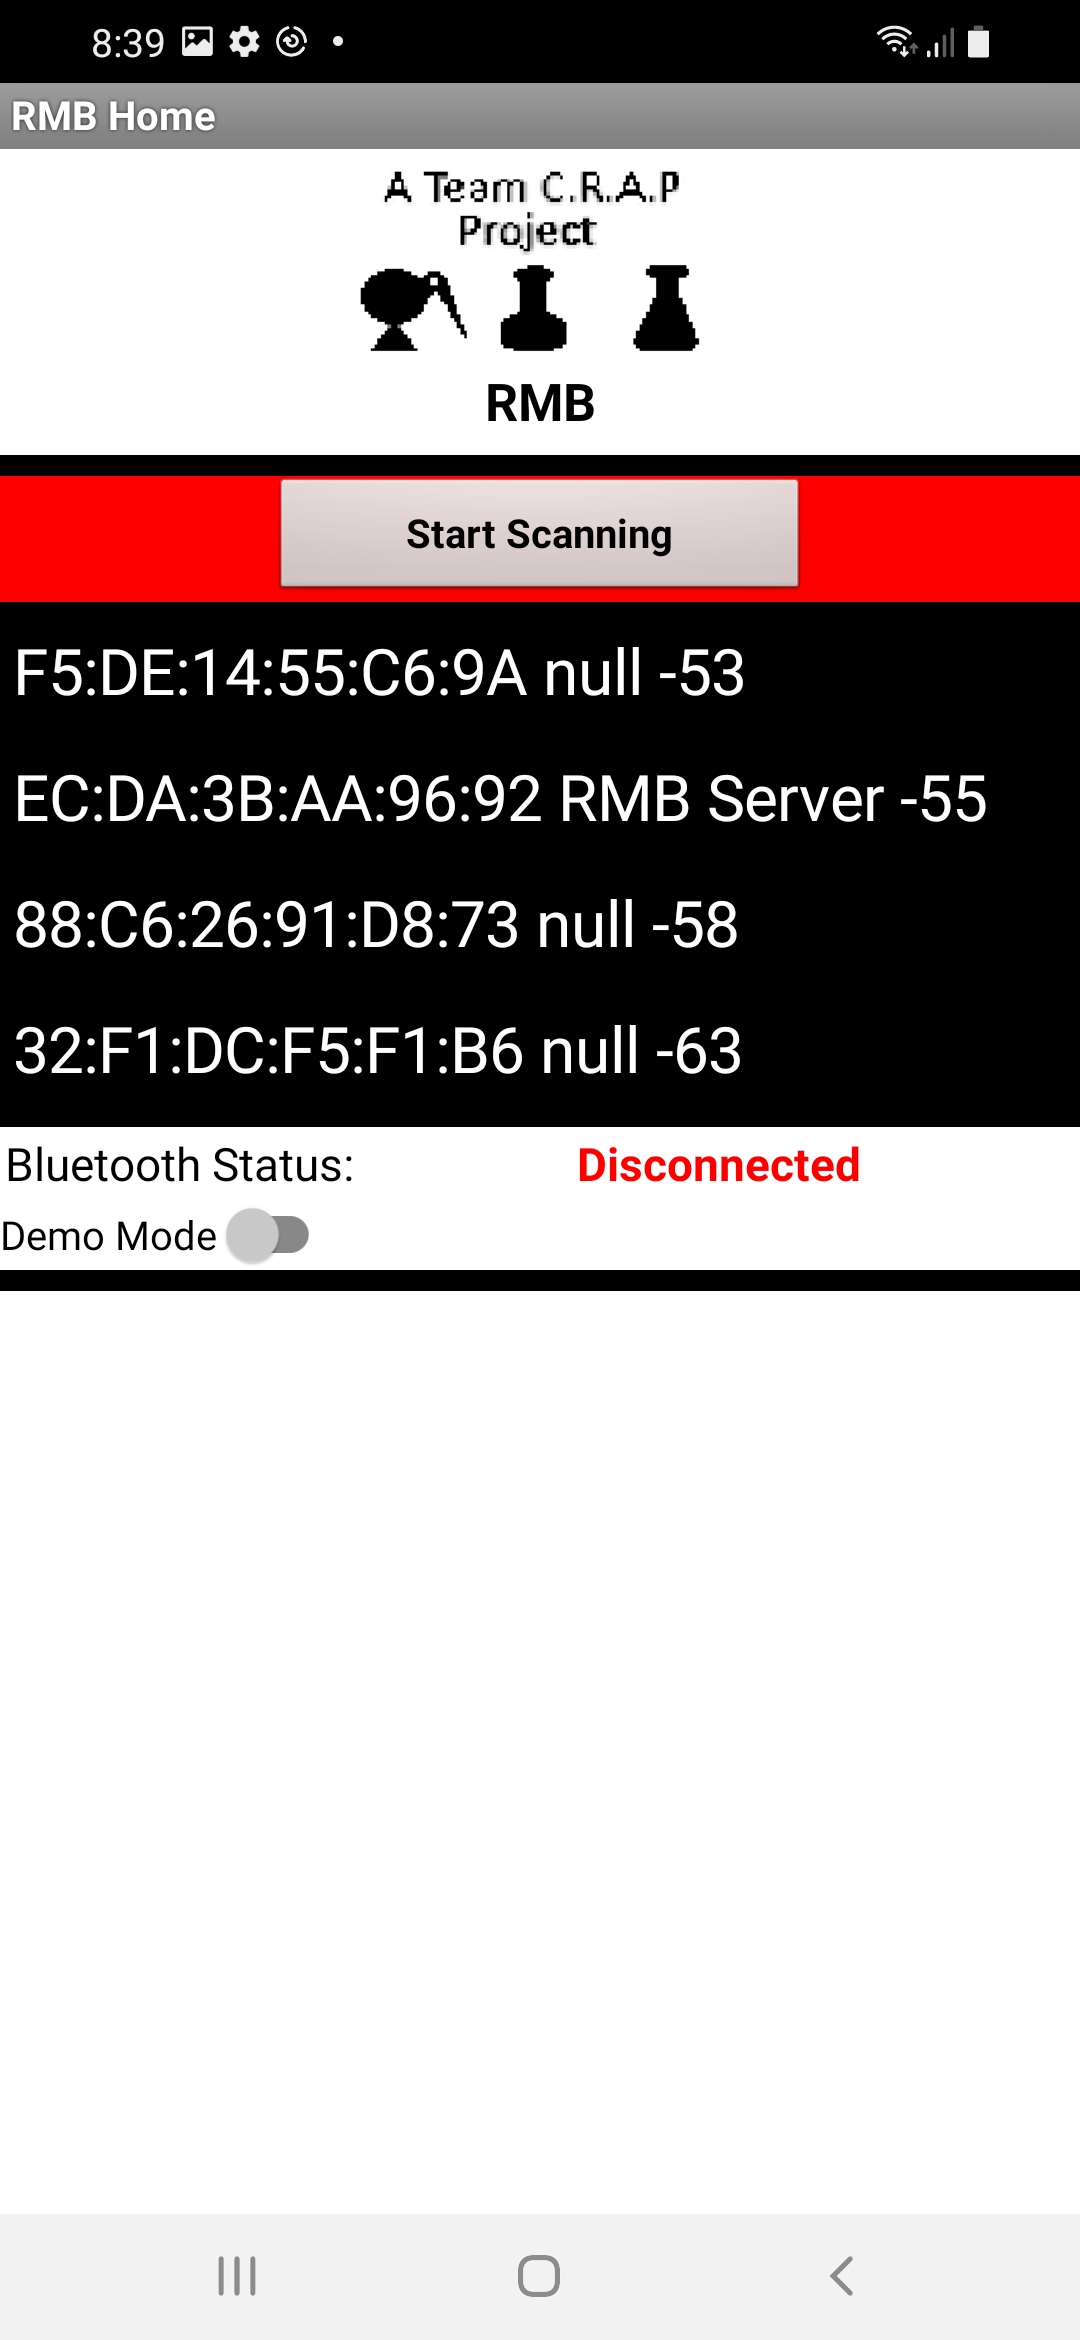 8:39
RMB Home
A Team C.R.A.P
Project
RMB
Start Scanning
F5:DE:14:55:C6:9A null -53
EC:DA:3B:AA:96:92 RMB Server -55
88:C6:26:91:D8:73 null -58
32:F1:DC:F5:F1:B6 null -63
Bluetooth Status: Disconnected
Demo Mode